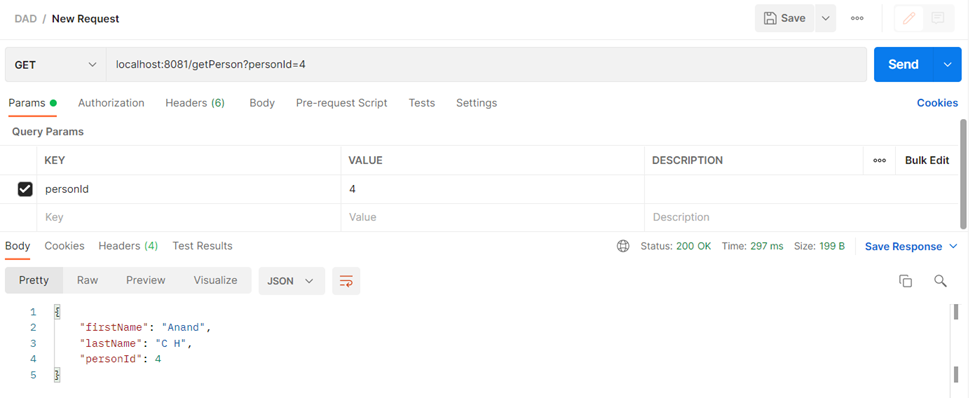 DAD / New Request Save
GET localhost:8081/getPerson?personId=4 Send
Params Authorization Headers (6) Body Pre-request Script Tests Settings Cookies
Query Params
KEY VALUE DESCRIPTION Bulk Edit
personId 4
Key Value Description
Body Cookies Headers (4) Test Results Status: 200 OK Time: 297 ms Size: 199 B Save Response
Pretty Raw Preview Visualize JSON
1 {
2 "firstName": "Anand",
3 "lastName": "C H",
4 "personId": 4
5 }